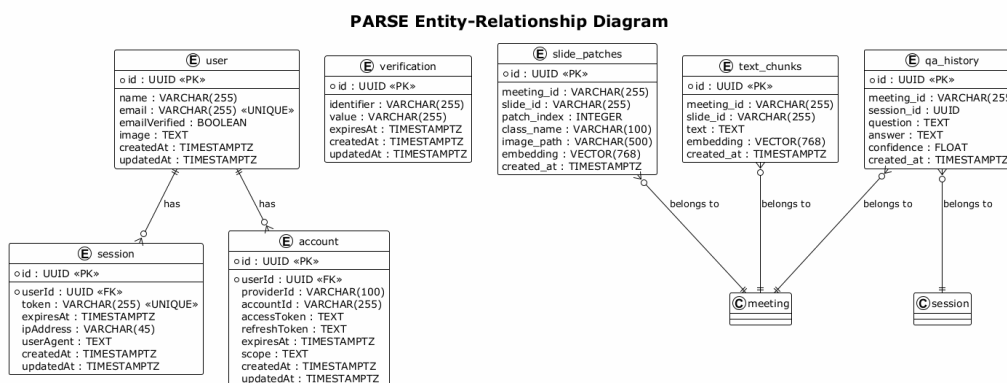 PARSE Entity-Relationship Diagram
E user
id : UUID «PK»
name : VARCHAR(255)
email : VARCHAR(255) «UNIQUE»
emailVerified : BOOLEAN
image : TEXT
createdAt : TIMESTAMPTZ
updatedAt : TIMESTAMPTZ
E verification
id : UUID «PK»
identifier : VARCHAR(255)
value : VARCHAR(255)
expiresAt : TIMESTAMPTZ
createdAt : TIMESTAMPTZ
updatedAt : TIMESTAMPTZ
E slide_patches
id : UUID «PK»
meeting_id : VARCHAR(255)
slide_id : VARCHAR(255)
patch_index : INTEGER
class_name : VARCHAR(100)
image_path : VARCHAR(500)
embedding : VECTOR(768)
created_at : TIMESTAMPTZ
E text_chunks
id : UUID «PK»
meeting_id : VARCHAR(255)
slide_id : VARCHAR(255)
text : TEXT
embedding : VECTOR(768)
created_at : TIMESTAMPTZ
E qa_history
id : UUID «PK»
meeting_id : VARCHAR(25
session_id : UUID
question : TEXT
answer : TEXT
confidence : FLOAT
created_at : TIMESTAMPTZ
has
has
belongs to
belongs to
belongs to
belongs to
E session
id : UUID «PK»
userId : UUID «FK»
token : VARCHAR(255) «UNIQUE»
expiresAt : TIMESTAMPTZ
ipAddress : VARCHAR(45)
userAgent : TEXT
createdAt : TIMESTAMPTZ
updatedAt : TIMESTAMPTZ
E account
id : UUID «PK»
userId : UUID «FK»
providerId : VARCHAR(100)
accountId : VARCHAR(255)
accessToken : TEXT
refreshToken : TEXT
expiresAt : TIMESTAMPTZ
scope : TEXT
createdAt : TIMESTAMPTZ
updatedAt : TIMESTAMPTZ
C meeting
C session